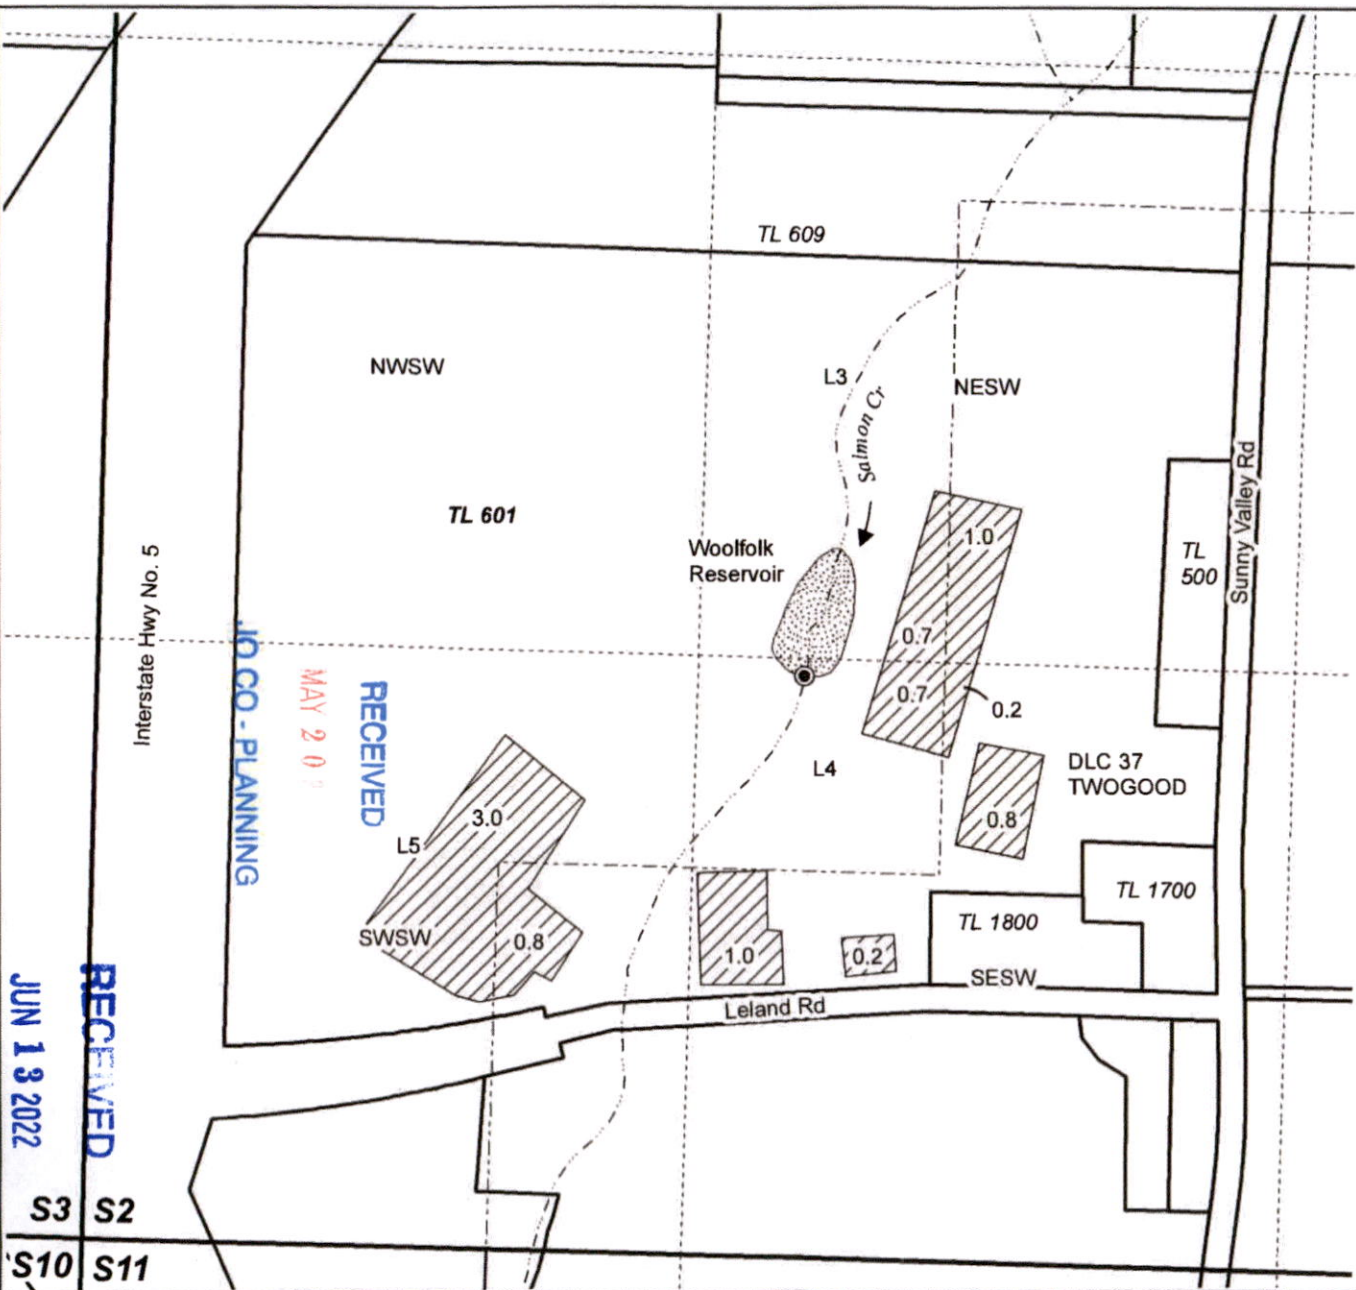 TL 609
NWSW
L3
Salmon Cr
NESW
TL 601
1.0
Woolfolk
Reservoir
TL
500
Sunny Valley Rd
Interstate Hwy No. 5
0.7
0.7
0.2
JO CO - PLANNING
MAY 20
RECEIVED
L4
DLC 37
TWOGOOD
3.0
0.8
L5
TL 1700
TL 1800
SWSW
0.8
1.0
0.2
SESW
Leland Rd
RECEIVED
JUN 13 2022
S3 S2
S10 S11